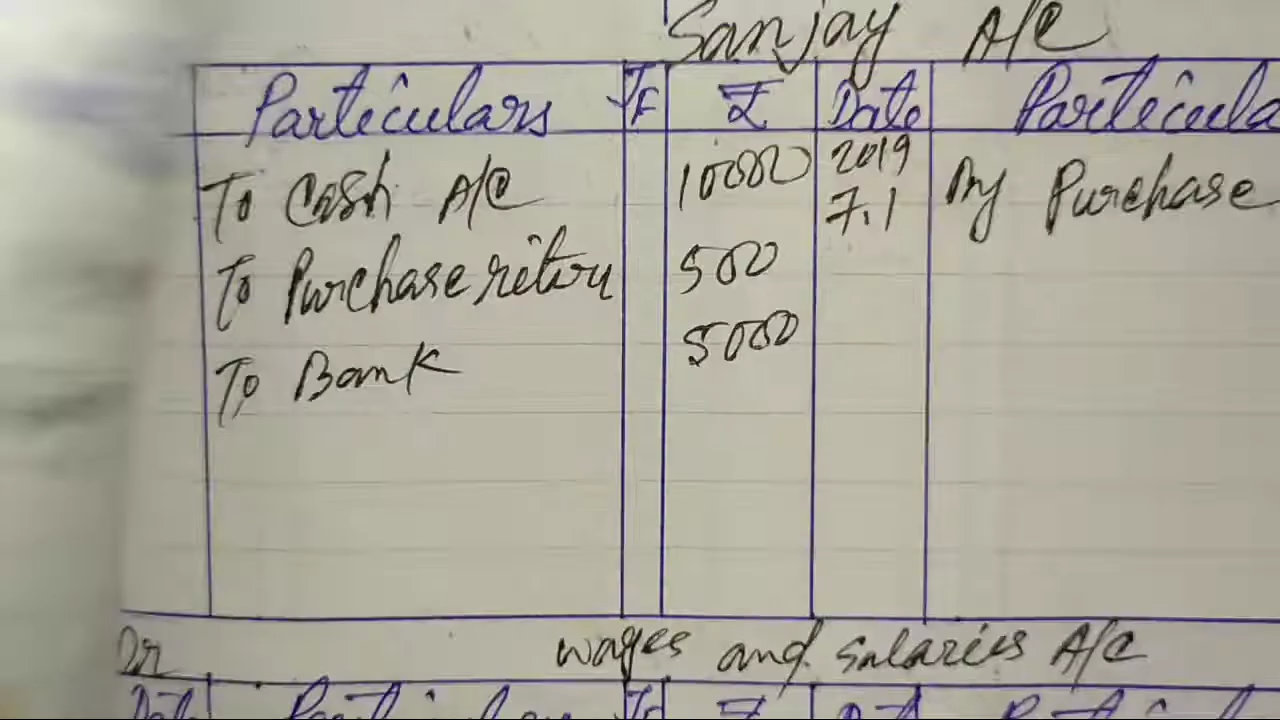 Sanjay A/C
Particulars JF ₹ Date Particula
To Cash A/C 10000 2019
7.1 By Purchase
To Purchase return 500
To Bank 5000
Dr wages and salaries A/C